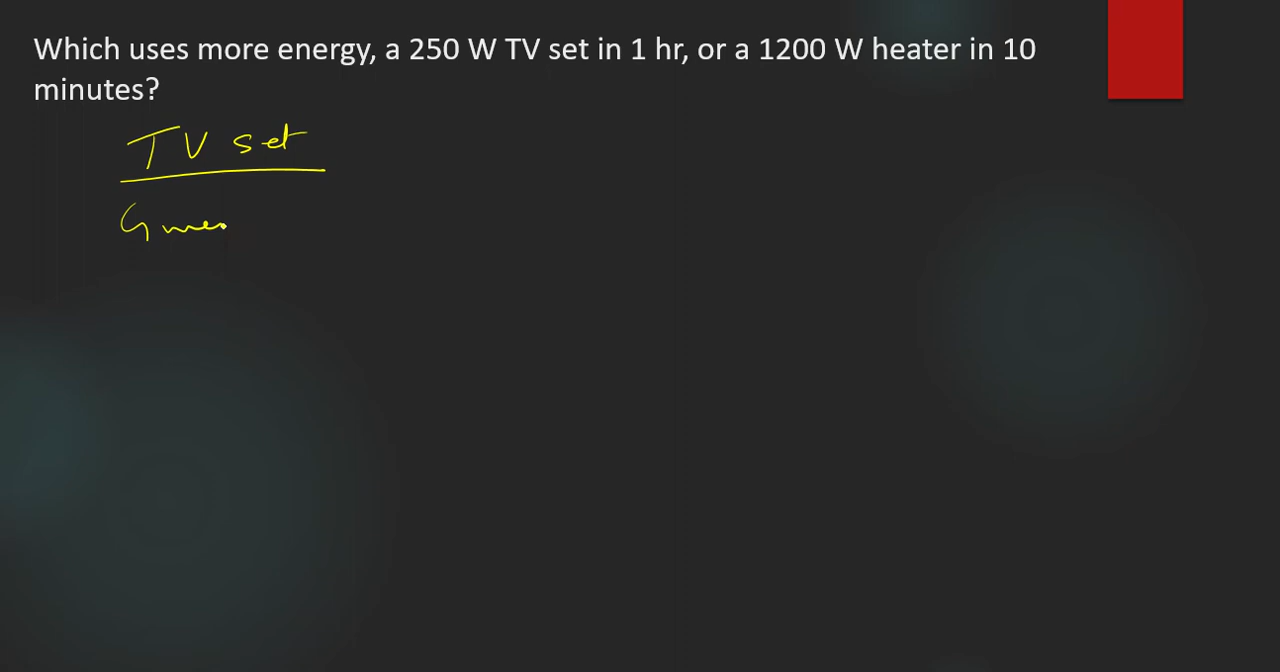 Which uses more energy, a 250 W TV set in 1 hr, or a 1200 W heater in 10
minutes?
TV set